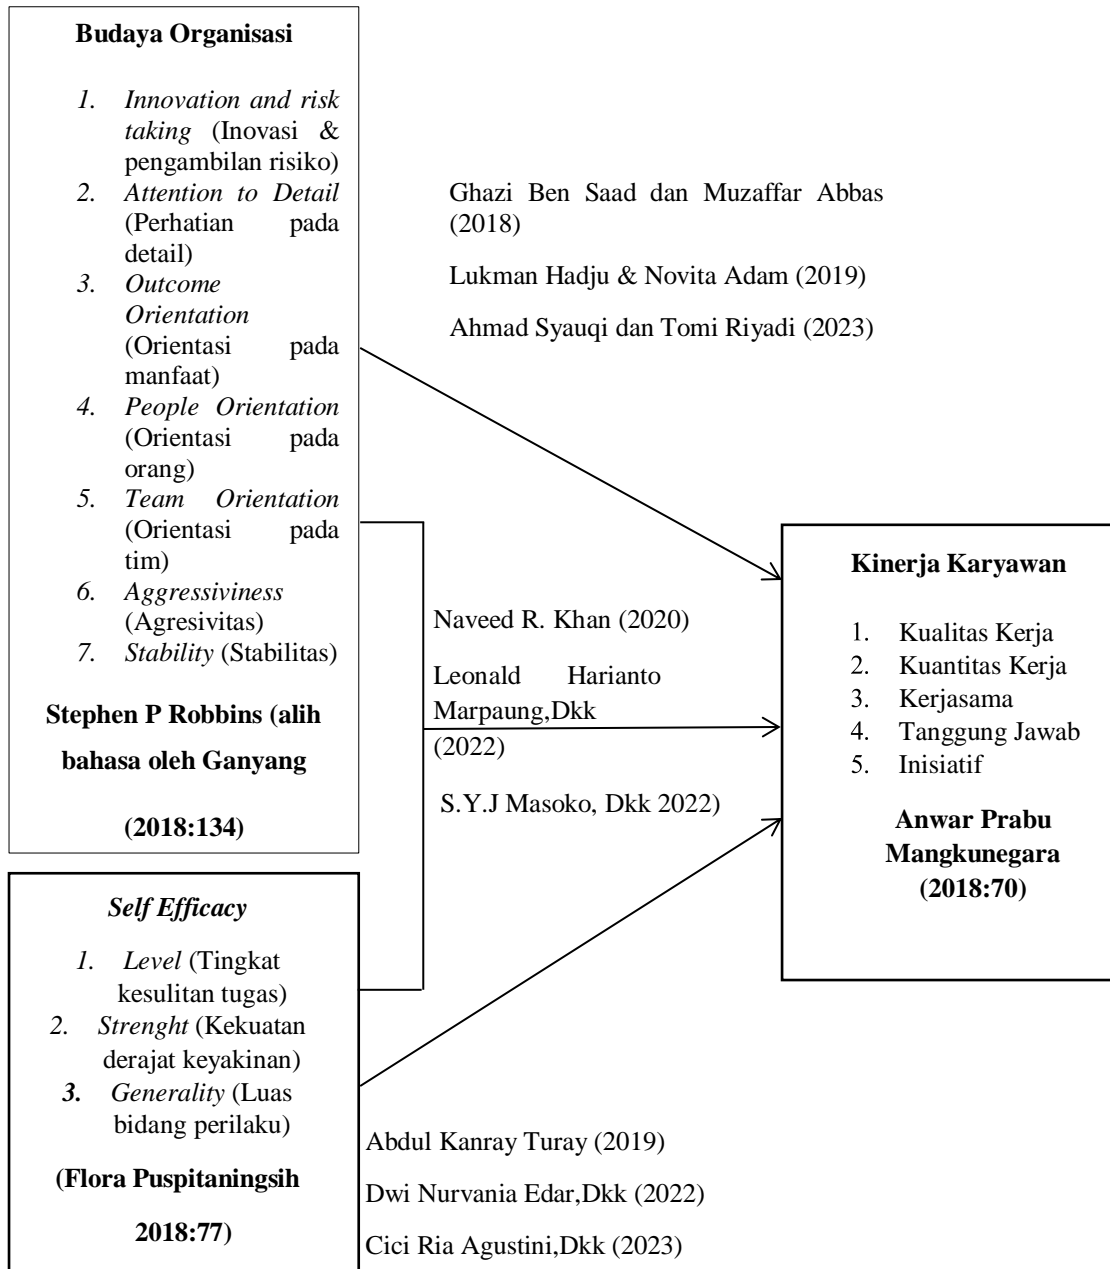 Budaya Organisasi
1. Innovation and risk
taking (Inovasi &
pengambilan risiko)
2. Attention to Detail
(Perhatian pada
detail)
3. Outcome
Orientation
(Orientasi pada
manfaat)
4. People Orientation
(Orientasi pada
orang)
5. Team Orientation
(Orientasi pada
tim)
6. Aggressiviness
(Agresivitas)
7. Stability (Stabilitas)
Stephen P Robbins (alih
bahasa oleh Ganyang
(2018:134)
Ghazi Ben Saad dan Muzaffar Abbas
(2018)
Lukman Hadju & Novita Adam (2019)
Ahmad Syauqi dan Tomi Riyadi (2023)
Naveed R. Khan (2020)
Leonald Harianto
Marpaung,Dkk
(2022)
S.Y.J Masoko, Dkk 2022)
Kinerja Karyawan
1. Kualitas Kerja
2. Kuantitas Kerja
3. Kerjasama
4. Tanggung Jawab
5. Inisiatif
Anwar Prabu
Mangkunegara
(2018:70)
Self Efficacy
1. Level (Tingkat
kesulitan tugas)
2. Strenght (Kekuatan
derajat keyakinan)
3. Generality (Luas
bidang perilaku)
(Flora Puspitaningsih
2018:77)
Abdul Kanray Turay (2019)
Dwi Nurvania Edar,Dkk (2022)
Cici Ria Agustini,Dkk (2023)